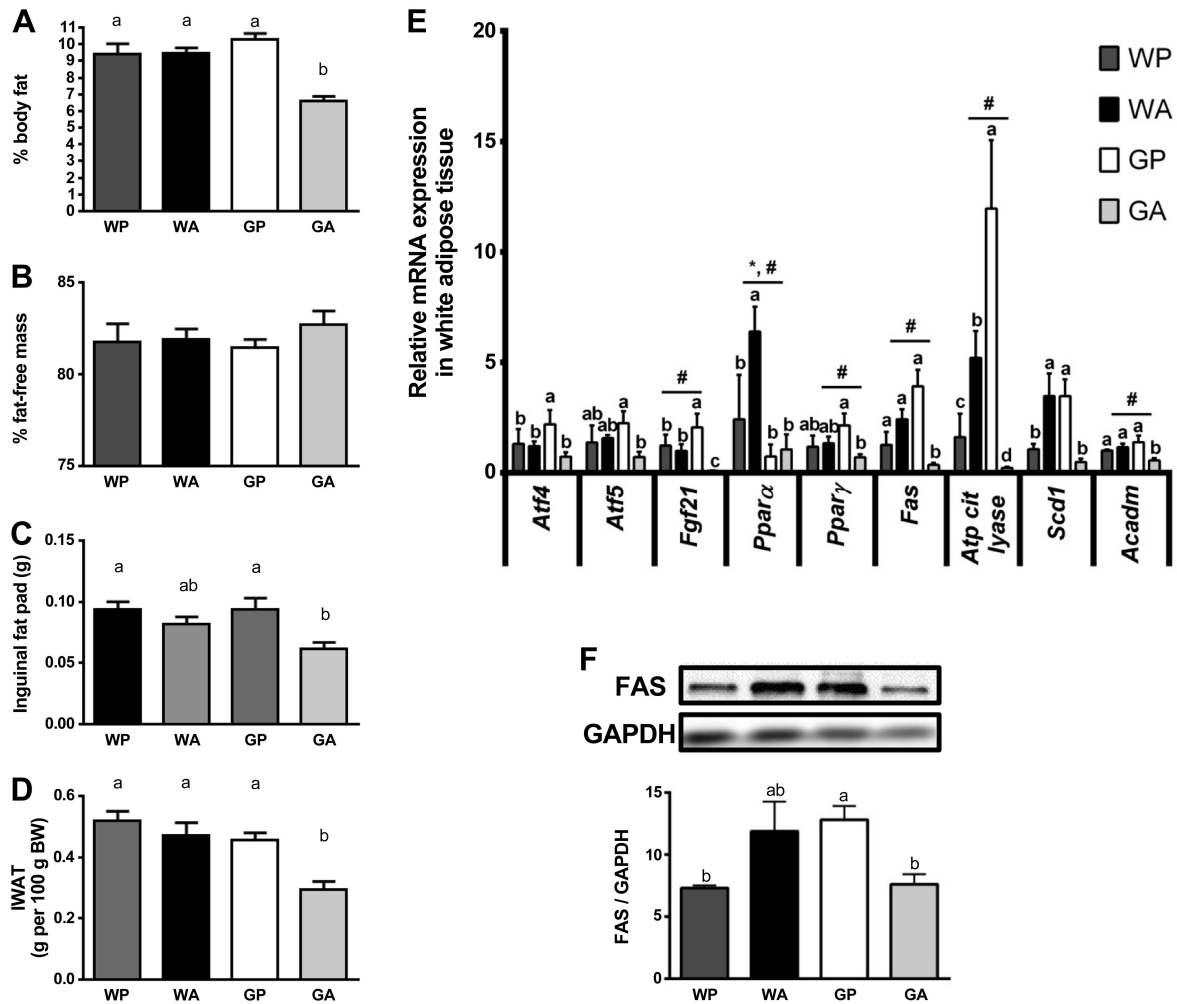 A
a a a b
% body fat
11
10
9
8
7
6
5
4
3
2
1
0
WP WA GP GA
B
% fat-free mass
85
80
75
WP WA GP GA
C
Inguinal fat pad (g)
0.15
0.10
0.05
0.00
a ab a b
WP WA GP GA
D
IWAT
(g per 100 g BW)
0.6
0.4
0.2
0.0
a a a b
WP WA GP GA
E
Relative mRNA expression
in white adipose tissue
20
15
10
5
0
WP
WA
GP
GA
b b a b
ab ab a b
#
b b a c
*, #
b a b b
#
ab ab a b
#
a a a b
#
c b a d
b a a b
#
a a a b
Atf4
Atf5
Fgf21
Pparα
Pparγ
Fas
Atp cit
lyase
Scd1
Acadm
F
FAS
GAPDH
FAS / GAPDH
15
10
5
0
b ab a b
WP WA GP GA